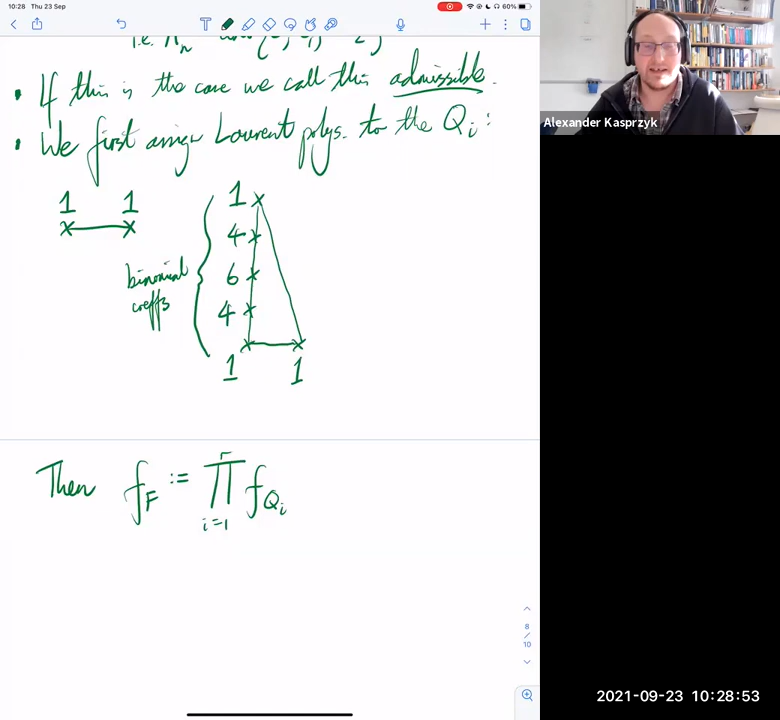 10:28 Thu 23 Sep
60%
T
• If this is the case we call this admissible.
• We first assign Laurent polys. to the Qi:
1 1
1
4
binomial
coeffs
6
4
1 1
Then f_F := ∏_{i=1}^{r} f_{Q_i}
8
/
10
Alexander Kasprzyk
2021-09-23 10:28:53